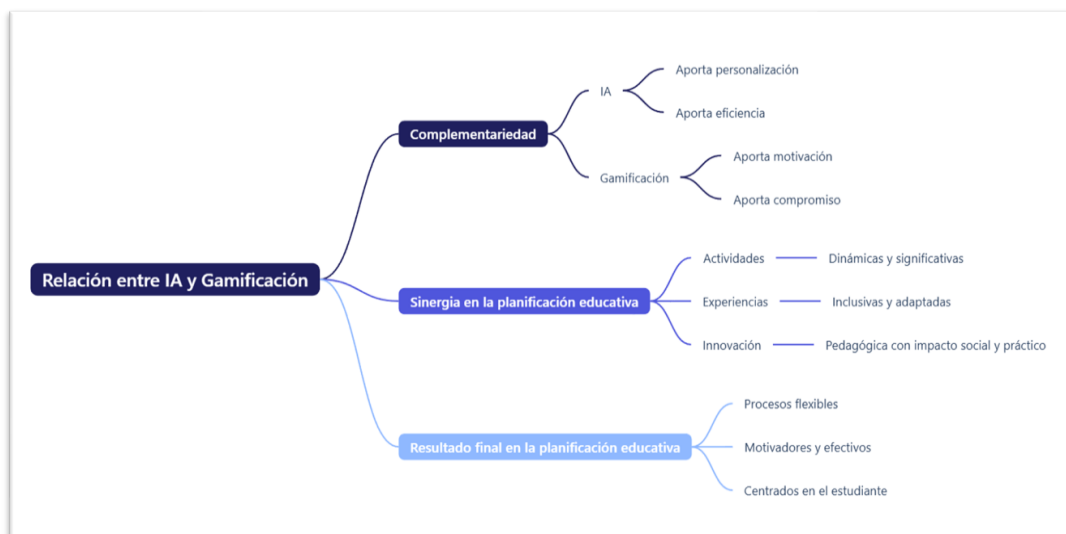 Relación entre IA y Gamificación
Complementariedad
IA
Aporta personalización
Aporta eficiencia
Gamificación
Aporta motivación
Aporta compromiso
Sinergia en la planificación educativa
Actividades
Dinámicas y significativas
Experiencias
Inclusivas y adaptadas
Innovación
Pedagógica con impacto social y práctico
Resultado final en la planificación educativa
Procesos flexibles
Motivadores y efectivos
Centrados en el estudiante